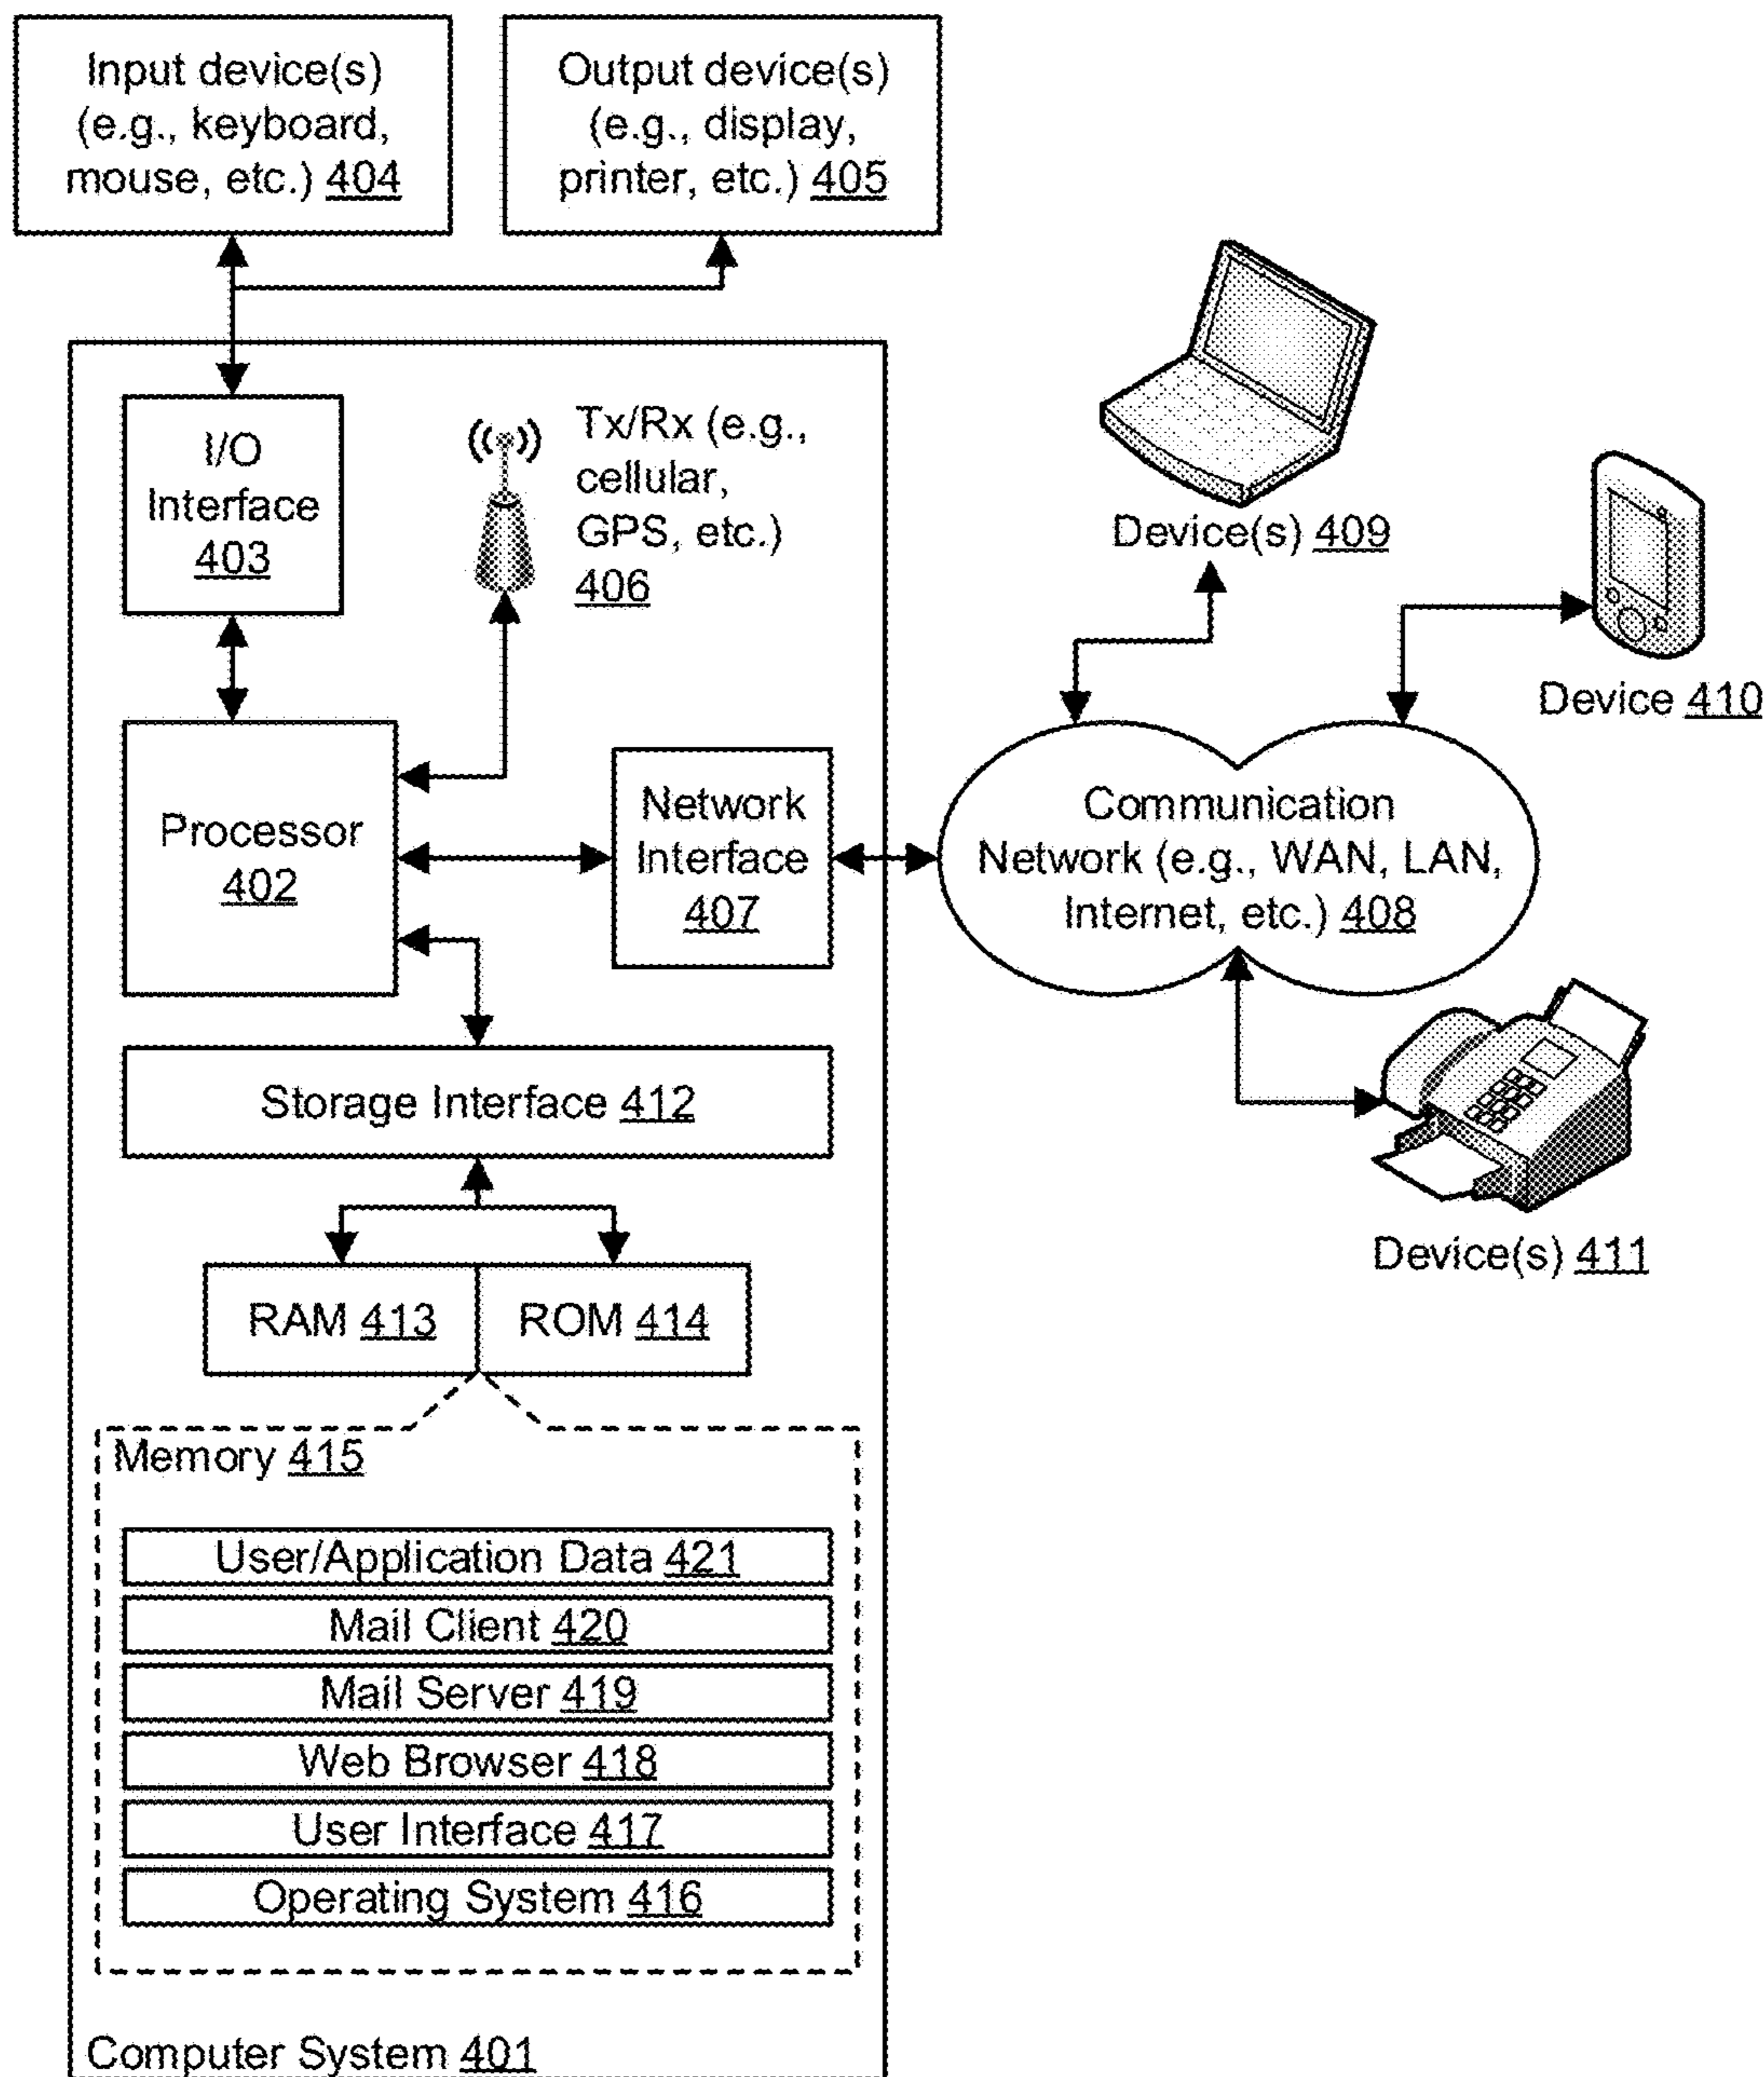 Input device(s)
(e.g., keyboard,
mouse, etc.) 404
Output device(s)
(e.g., display,
printer, etc.) 405
I/O
Interface
403
Tx/Rx (e.g.,
cellular,
GPS, etc.)
406
Device(s) 409
Device 410
Processor
402
Network
Interface
407
Communication
Network (e.g., WAN, LAN,
Internet, etc.) 408
Storage Interface 412
Device(s) 411
RAM 413
ROM 414
Memory 415
User/Application Data 421
Mail Client 420
Mail Server 419
Web Browser 418
User Interface 417
Operating System 416
Computer System 401